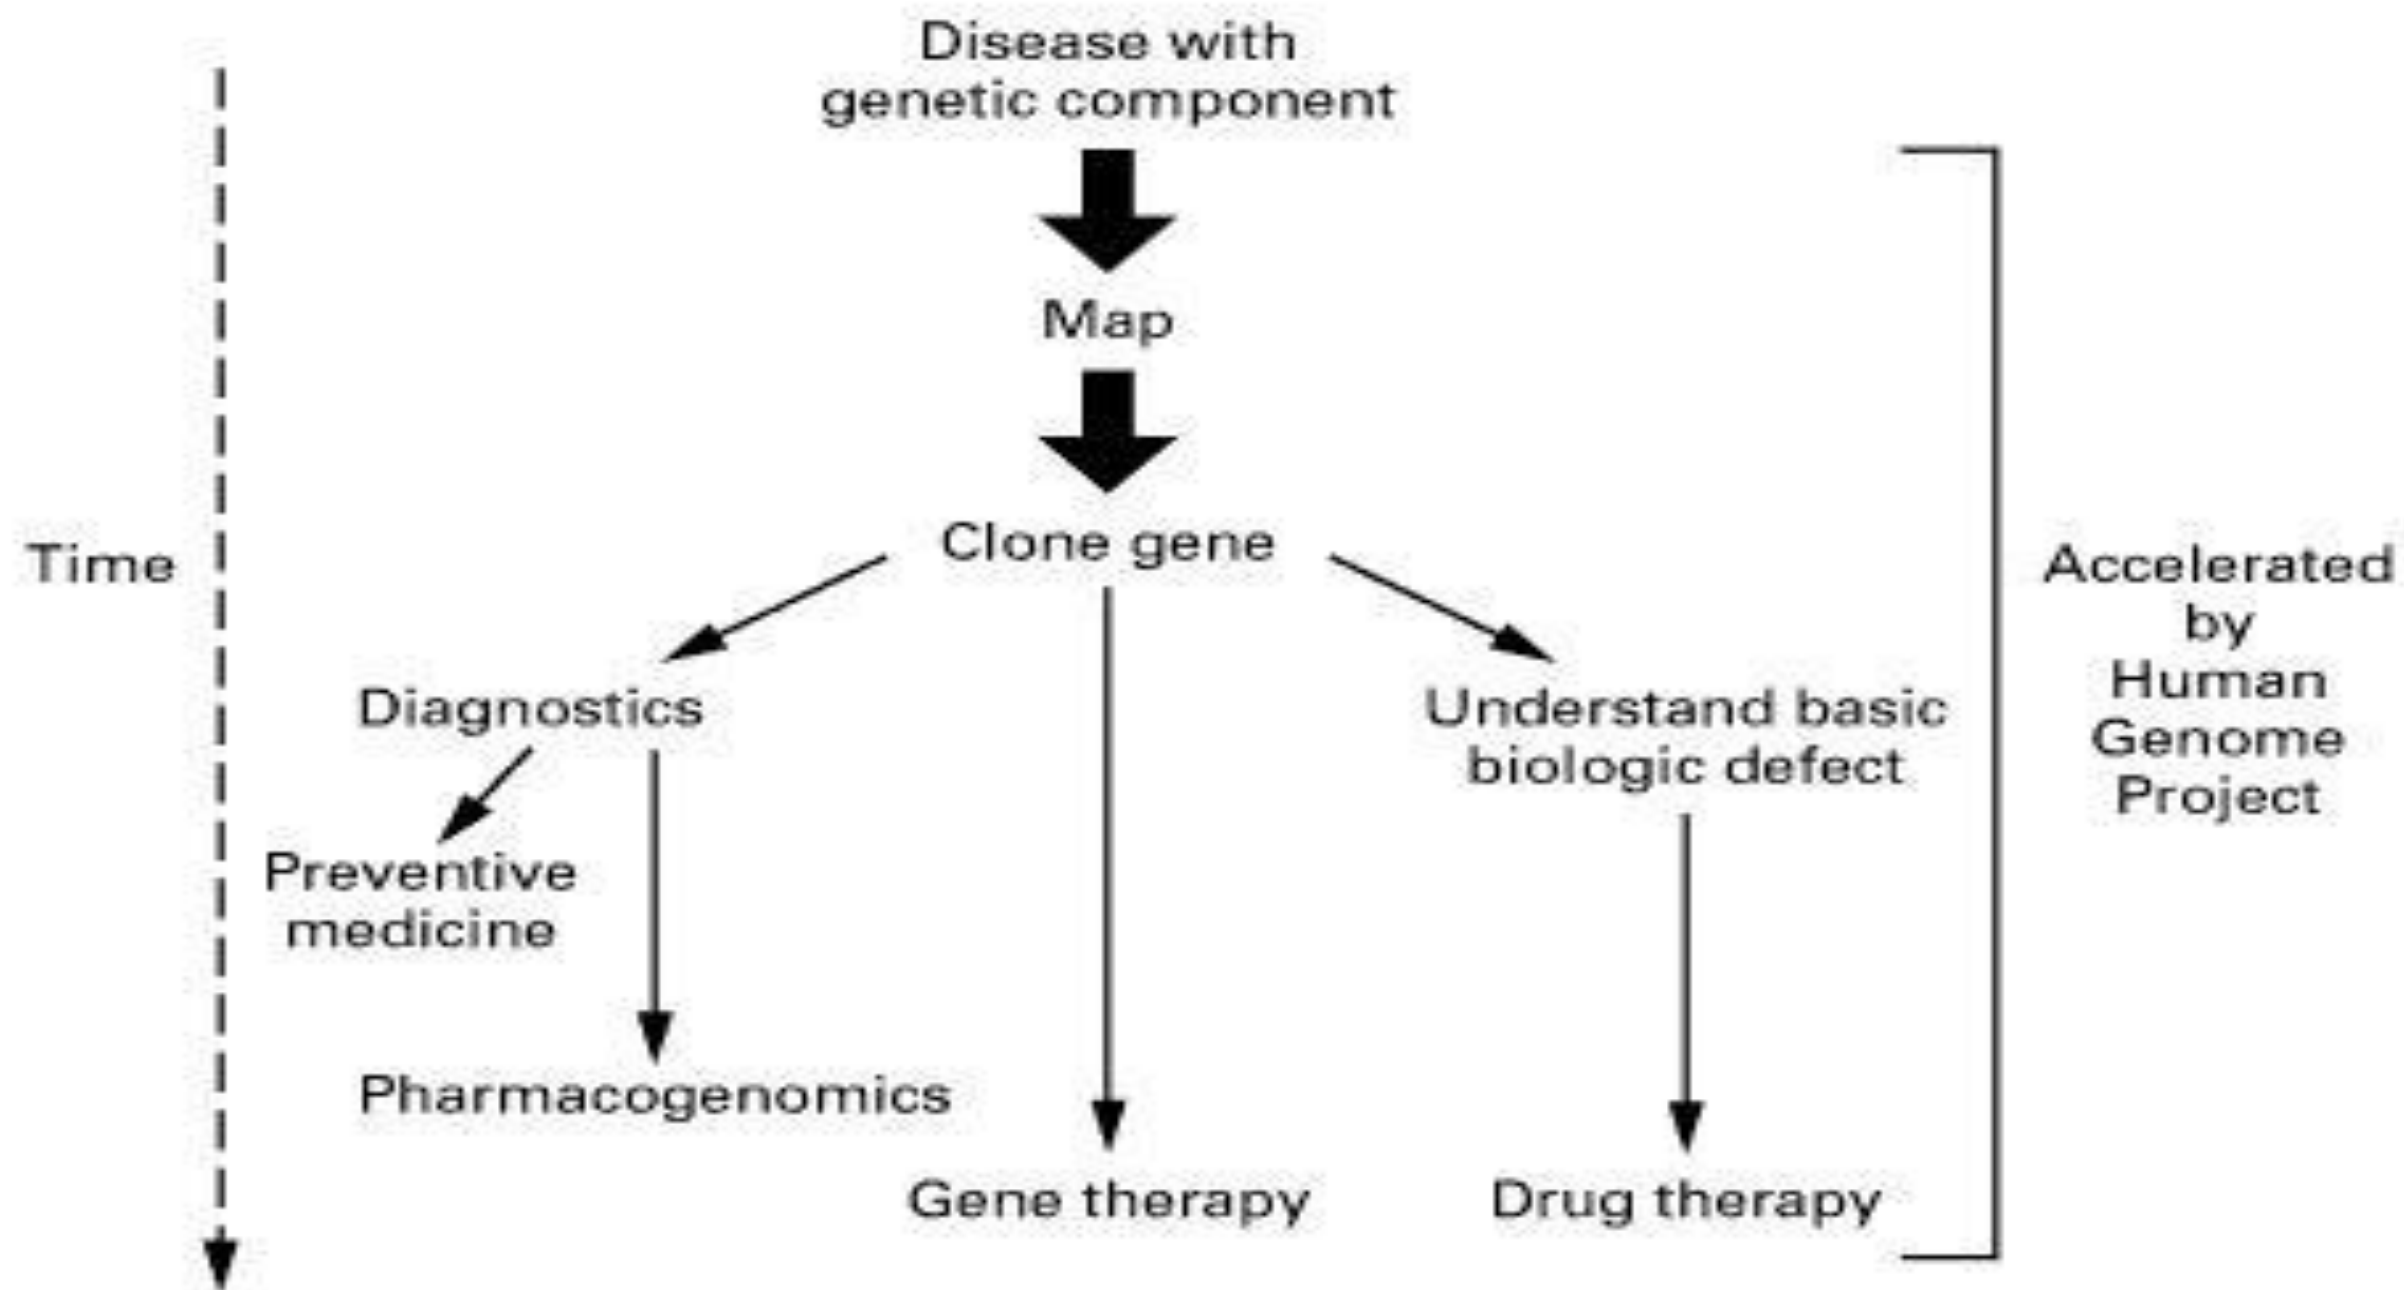 Disease with
genetic component
Map
Clone gene
Time
Accelerated
by
Human
Genome
Project
Diagnostics
Understand basic
biologic defect
Preventive
medicine
Pharmacogenomics
Gene therapy
Drug therapy